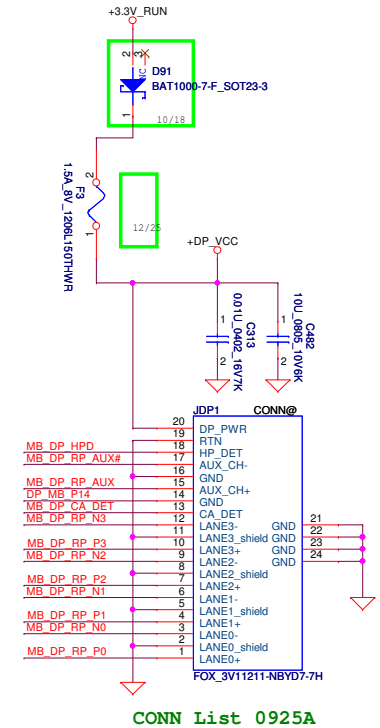 +3.3V_RUN
2
3
NC
D91
BAT1000-7-F_SOT23-3
1
10/18
2
F3
1.5A_8V_1206L150THWR
1
12/25
+DP_VCC
1
2
C313
0.01U_0402_16V7K
1
2
C482
10U_0805_10V6K
JDP1 CONN@
20 DP_PWR
19 RTN
MB_DP_HPD 18 HP_DET
MB_DP_RP_AUX# 17 AUX_CH-
16 GND
MB_DP_RP_AUX 15 AUX_CH+
DP_MB_P14 14 GND
MB_DP_CA_DET 13 CA_DET
MB_DP_RP_N3 12 LANE3-
11 LANE3_shield GND 21
MB_DP_RP_P3 10 LANE3+ GND 22
MB_DP_RP_N2 9 LANE2- GND 23
8 LANE2_shield GND 24
MB_DP_RP_P2 7 LANE2+
MB_DP_RP_N1 6 LANE1-
5 LANE1_shield
MB_DP_RP_P1 4 LANE1+
MB_DP_RP_N0 3 LANE0-
2 LANE0_shield
MB_DP_RP_P0 1 LANE0+
FOX_3V11211-NBYD7-7H
CONN List 0925A